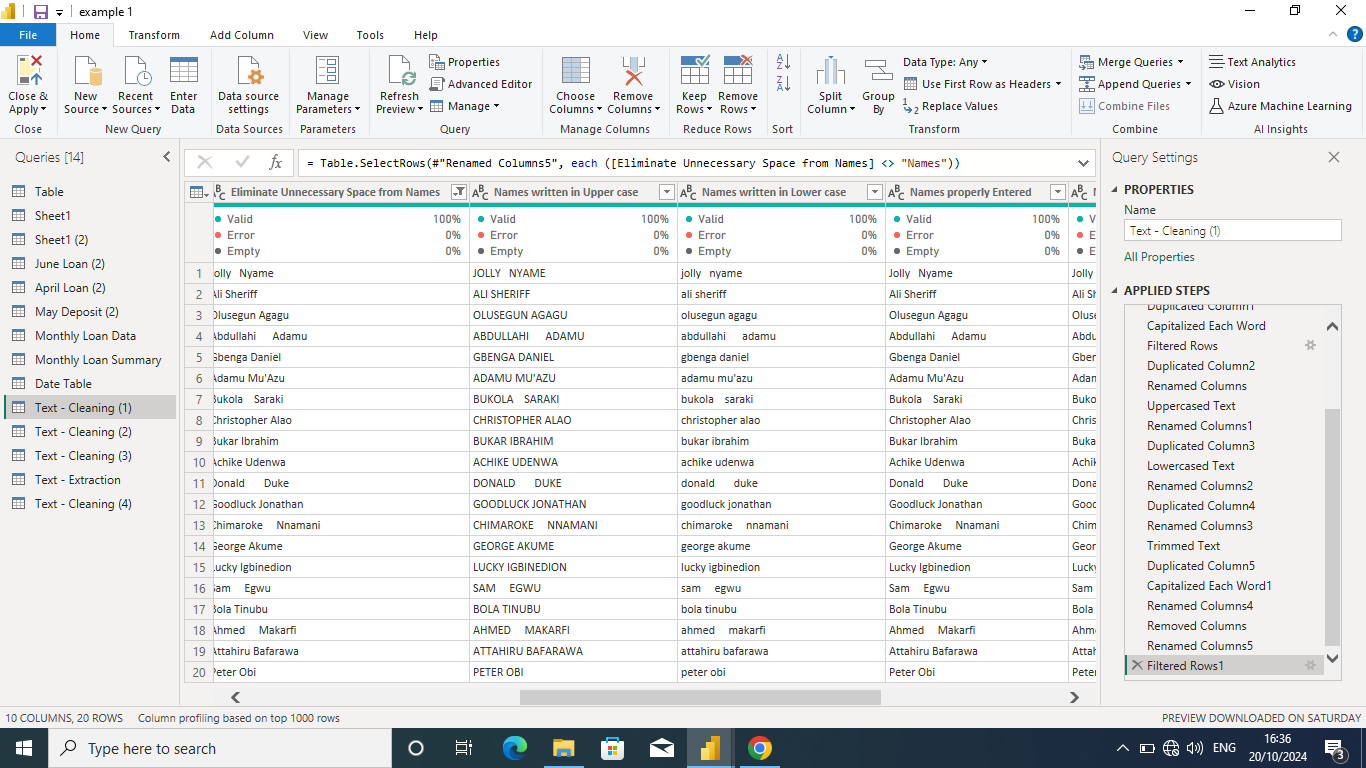 example 1
File Home Transform Add Column View Tools Help
Close & Apply
New Source
Recent Sources
Enter Data
Data source settings
Manage Parameters
Refresh Preview
Properties
Advanced Editor
Manage
Choose Columns
Remove Columns
Keep Rows
Remove Rows
Split Column
Group By
Data Type: Any
Use First Row as Headers
Replace Values
Merge Queries
Append Queries
Combine Files
Text Analytics
Vision
Azure Machine Learning
Close New Query Data Sources Parameters Query Manage Columns Reduce Rows Sort Transform Combine AI Insights
Queries [14]
Table
Sheet1
Sheet1 (2)
June Loan (2)
April Loan (2)
May Deposit (2)
Monthly Loan Data
Monthly Loan Summary
Date Table
Text - Cleaning (1)
Text - Cleaning (2)
Text - Cleaning (3)
Text - Extraction
Text - Cleaning (4)
fx = Table.SelectRows(#"Renamed Columns5", each ([Eliminate Unnecessary Space from Names] <> "Names"))
Eliminate Unnecessary Space from Names Names written in Upper case Names written in Lower case Names properly Entered
Valid 100% Valid 100% Valid 100% Valid 100%
Error 0% Error 0% Error 0% Error 0%
Empty 0% Empty 0% Empty 0% Empty 0%
1 Jolly Nyame JOLLY NYAME jolly nyame Jolly Nyame Jolly
2 Ali Sheriff ALI SHERIFF ali sheriff Ali Sheriff Ali Sh
3 Olusegun Agagu OLUSEGUN AGAGU olusegun agagu Olusegun Agagu Oluse
4 Abdullahi Adamu ABDULLAHI ADAMU abdullahi adamu Abdullahi Adamu Abdu
5 Gbenga Daniel GBENGA DANIEL gbenga daniel Gbenga Daniel Gber
6 Adamu Mu'Azu ADAMU MU'AZU adamu mu'azu Adamu Mu'Azu Adan
7 Bukola Saraki BUKOLA SARAKI bukola saraki Bukola Saraki Buko
8 Christopher Alao CHRISTOPHER ALAO christopher alao Christopher Alao Chris
9 Bukar Ibrahim BUKAR IBRAHIM bukar ibrahim Bukar Ibrahim Buka
10 Achike Udenwa ACHIKE UDENWA achike udenwa Achike Udenwa Achik
11 Donald Duke DONALD DUKE donald duke Donald Duke Dona
12 Goodluck Jonathan GOODLUCK JONATHAN goodluck jonathan Goodluck Jonathan Good
13 Chimaroke Nnamani CHIMAROKE NNAMANI chimaroke nnamani Chimaroke Nnamani Chim
14 George Akume GEORGE AKUME george akume George Akume Geor
15 Lucky Igbinedion LUCKY IGBINEDION lucky igbinedion Lucky Igbinedion Lucky
16 Sam Egwu SAM EGWU sam egwu Sam Egwu Sam
17 Bola Tinubu BOLA TINUBU bola tinubu Bola Tinubu Bola
18 Ahmed Makarfi AHMED MAKARFI ahmed makarfi Ahmed Makarfi Ahm
19 Attahiru Bafarawa ATTAHIRU BAFARAWA attahiru bafarawa Attahiru Bafarawa Attah
20 Peter Obi PETER OBI peter obi Peter Obi Peter
Query Settings
PROPERTIES
Name
Text - Cleaning (1)
All Properties
APPLIED STEPS
Duplicated Column1
Capitalized Each Word
Filtered Rows
Duplicated Column2
Renamed Columns
Uppercased Text
Renamed Columns1
Duplicated Column3
Lowercased Text
Renamed Columns2
Duplicated Column4
Renamed Columns3
Trimmed Text
Duplicated Column5
Capitalized Each Word1
Renamed Columns4
Removed Columns
Renamed Columns5
Filtered Rows1
10 COLUMNS, 20 ROWS Column profiling based on top 1000 rows PREVIEW DOWNLOADED ON SATURDAY
Type here to search
ENG
16:36
20/10/2024
3